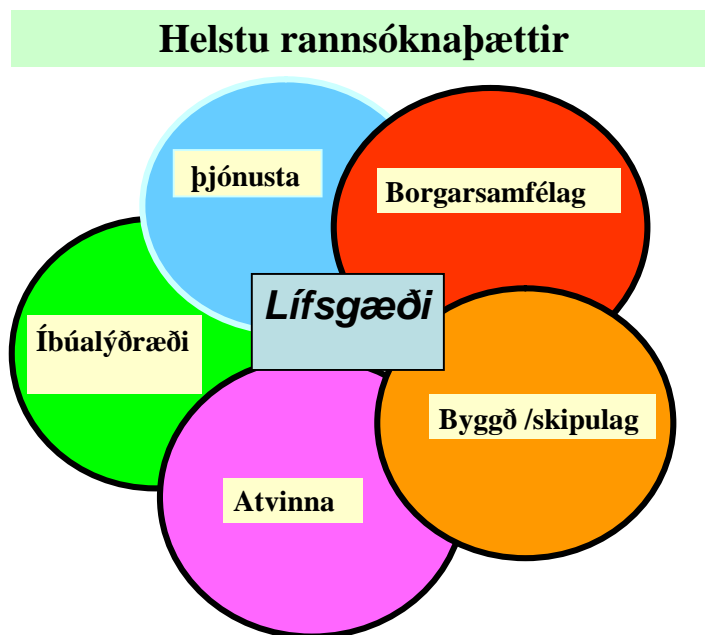 Helstu rannsóknaþættir
þjónusta
Borgarsamfélag
Lífsgæði
Íbúalýðræði
Byggð /skipulag
Atvinna